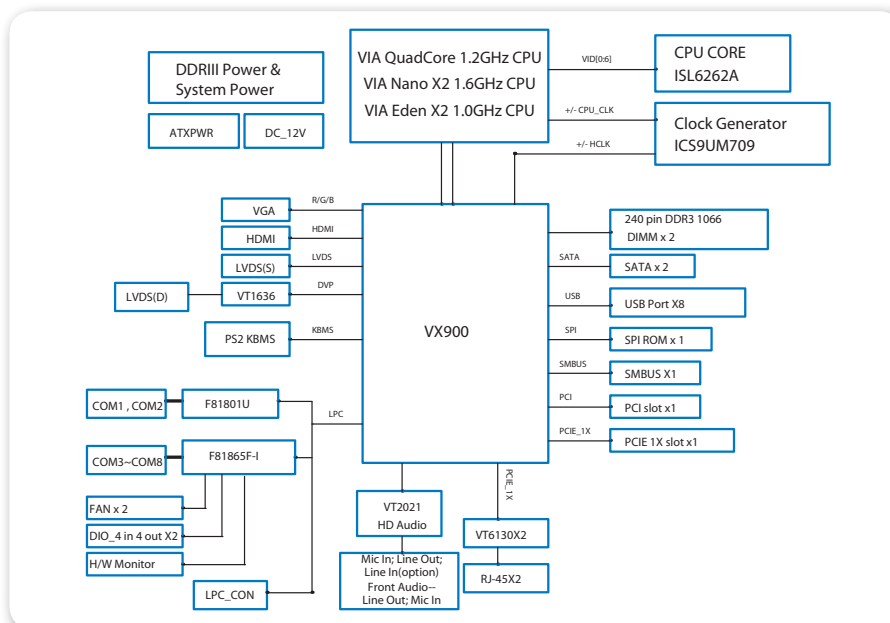 DDRIII Power &
System Power
ATXPWR
DC_12V
VIA QuadCore 1.2GHz CPU
VIA Nano X2 1.6GHz CPU
VIA Eden X2 1.0GHz CPU
VID[0:6]
CPU CORE
ISL6262A
+/- CPU_CLK
+/- HCLK
Clock Generator
ICS9UM709
VGA
R/G/B
HDMI
HDMI
LVDS(S)
LVDS
LVDS(D)
VT1636
DVP
PS2 KBMS
KBMS
VX900
240 pin DDR3 1066
DIMM x 2
SATA
SATA x 2
USB
USB Port X8
SPI
SPI ROM x 1
SMBUS
SMBUS X1
PCI
PCI slot x1
PCIE_1X
PCIE 1X slot x1
COM1 , COM2
F81801U
LPC
COM3~COM8
F81865F-I
FAN x 2
DIO_4 in 4 out X2
H/W Monitor
LPC_CON
VT2021
HD Audio
Mic In; Line Out;
Line In(option)
Front Audio--
Line Out; Mic In
PCIE_1X
VT6130X2
RJ-45X2